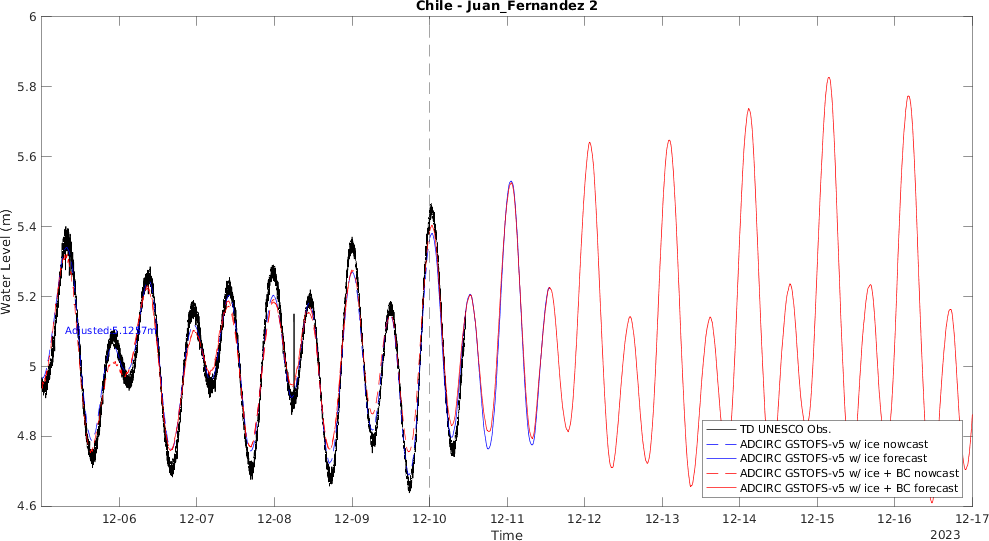 Chile - Juan_Fernandez 2
Water Level (m)
6
5.8
5.6
5.4
5.2
5
4.8
4.6
Adjusted:5.1297m
TD UNESCO Obs.
ADCIRC GSTOFS-v5 w/ ice nowcast
ADCIRC GSTOFS-v5 w/ ice forecast
ADCIRC GSTOFS-v5 w/ ice + BC nowcast
ADCIRC GSTOFS-v5 w/ ice + BC forecast
12-06 12-07 12-08 12-09 12-10 12-11 12-12 12-13 12-14 12-15 12-16 12-17
Time
2023